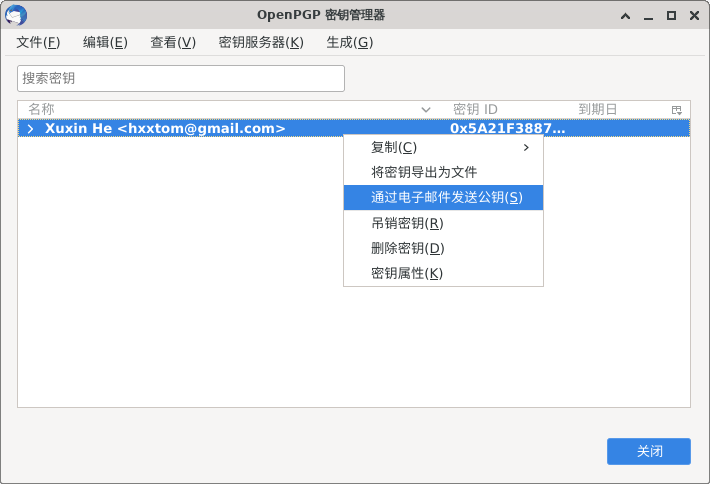 OpenPGP 密钥管理器
文件(F) 编辑(E) 查看(V) 密钥服务器(K) 生成(G)
搜索密钥
名称 密钥 ID 到期日
Xuxin He <hxxtom@gmail.com> 0x5A21F3887...
复制(C)
将密钥导出为文件
通过电子邮件发送公钥(S)
吊销密钥(R)
删除密钥(D)
密钥属性(K)
关闭